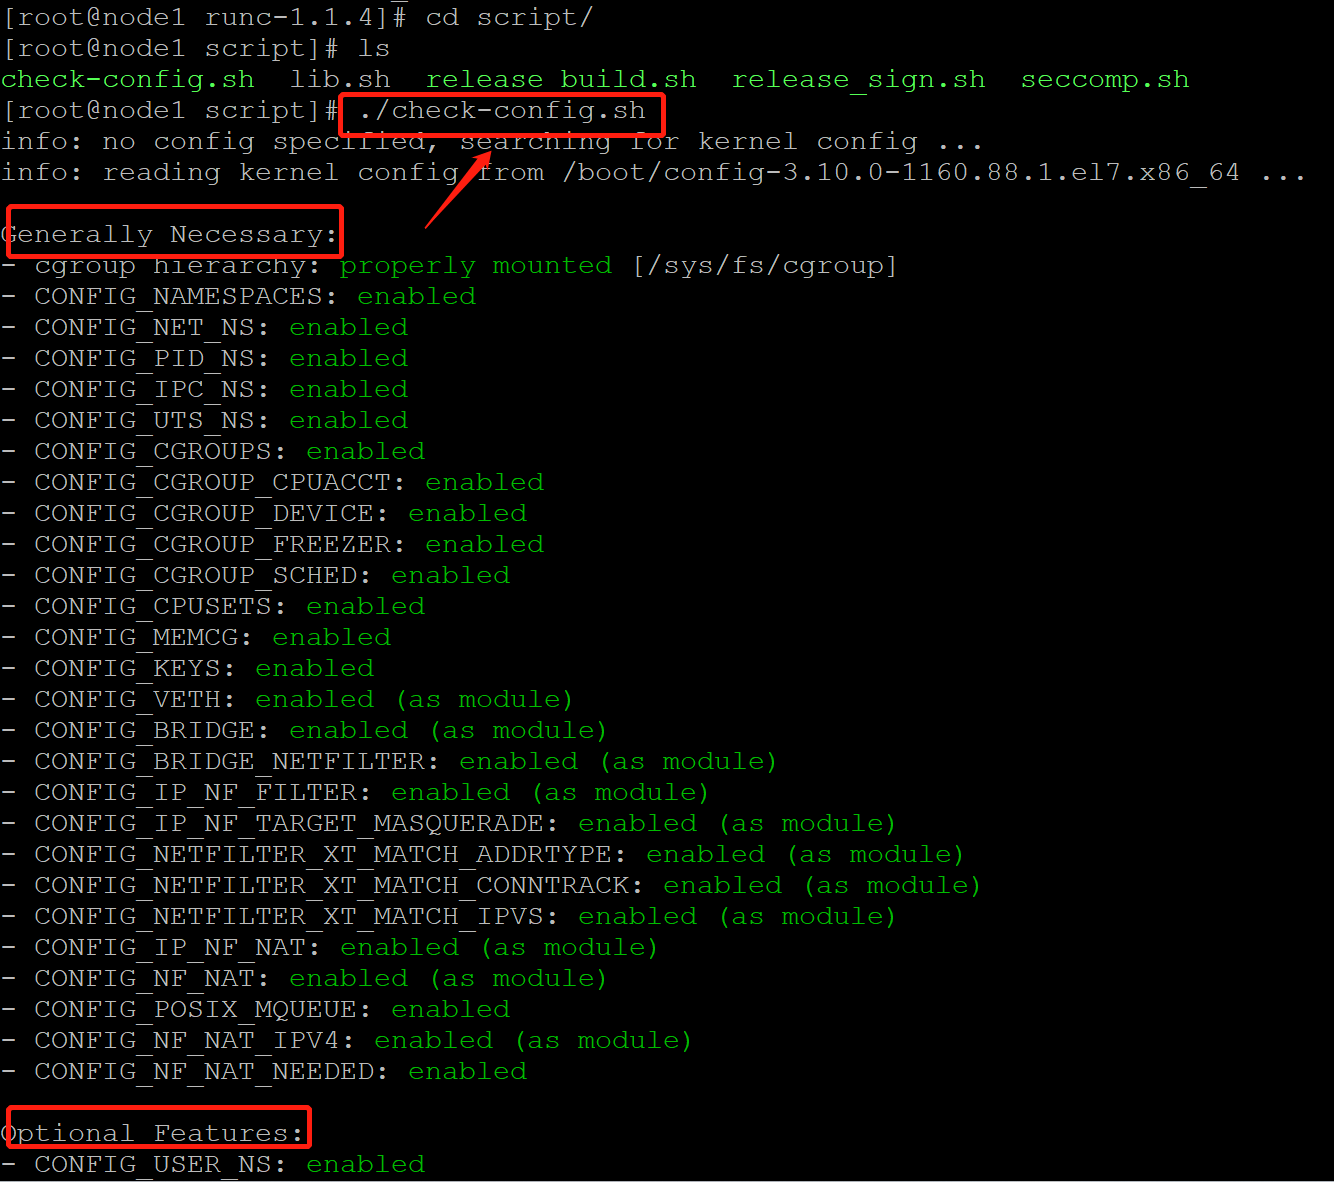 [root@node1 runc-1.1.4]# cd script/
[root@node1 script]# ls
check-config.sh  lib.sh  release_build.sh  release_sign.sh  seccomp.sh
[root@node1 script]# ./check-config.sh
info: no config specified, searching for kernel config ...
info: reading kernel config from /boot/config-3.10.0-1160.88.1.el7.x86_64 ...
Generally Necessary:
- cgroup hierarchy: properly mounted [/sys/fs/cgroup]
- CONFIG_NAMESPACES: enabled
- CONFIG_NET_NS: enabled
- CONFIG_PID_NS: enabled
- CONFIG_IPC_NS: enabled
- CONFIG_UTS_NS: enabled
- CONFIG_CGROUPS: enabled
- CONFIG_CGROUP_CPUACCT: enabled
- CONFIG_CGROUP_DEVICE: enabled
- CONFIG_CGROUP_FREEZER: enabled
- CONFIG_CGROUP_SCHED: enabled
- CONFIG_CPUSETS: enabled
- CONFIG_MEMCG: enabled
- CONFIG_KEYS: enabled
- CONFIG_VETH: enabled (as module)
- CONFIG_BRIDGE: enabled (as module)
- CONFIG_BRIDGE_NETFILTER: enabled (as module)
- CONFIG_IP_NF_FILTER: enabled (as module)
- CONFIG_IP_NF_TARGET_MASQUERADE: enabled (as module)
- CONFIG_NETFILTER_XT_MATCH_ADDRTYPE: enabled (as module)
- CONFIG_NETFILTER_XT_MATCH_CONNTRACK: enabled (as module)
- CONFIG_NETFILTER_XT_MATCH_IPVS: enabled (as module)
- CONFIG_IP_NF_NAT: enabled (as module)
- CONFIG_NF_NAT: enabled (as module)
- CONFIG_POSIX_MQUEUE: enabled
- CONFIG_NF_NAT_IPV4: enabled (as module)
- CONFIG_NF_NAT_NEEDED: enabled
Optional Features:
- CONFIG_USER_NS: enabled